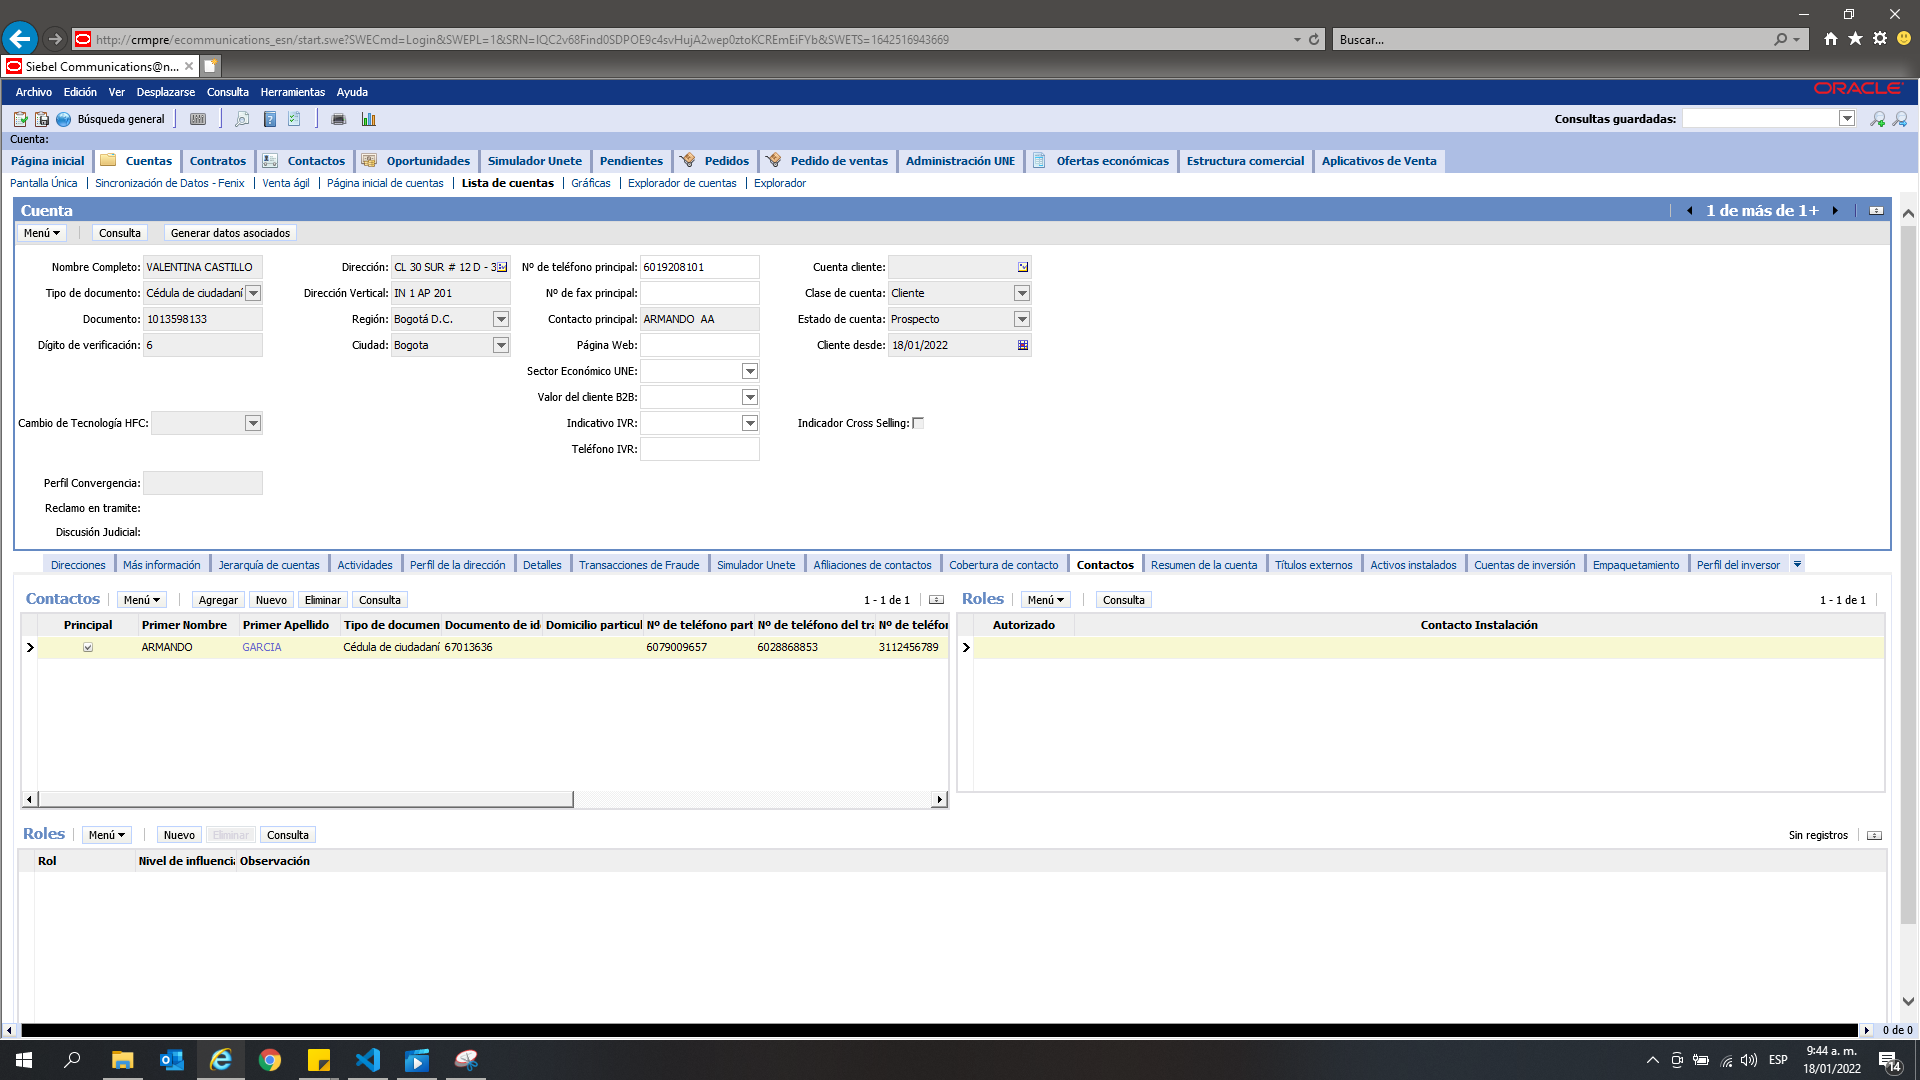 http://crmpre/ecommunications_esn/start.swe?SWECmd=Login&SWEPL=1&SRN=IQC2v68Find0SDPOE9c4svHujA2wep0ztoKCREmEiFYb&SWETS=1642516943669
Buscar...
Siebel Communications@n...
Archivo Edición Ver Desplazarse Consulta Herramientas Ayuda
ORACLE
Búsqueda general
Consultas guardadas:
Cuenta:
Página inicial Cuentas Contratos Contactos Oportunidades Simulador Unete Pendientes Pedidos Pedido de ventas Administración UNE Ofertas económicas Estructura comercial Aplicativos de Venta
Pantalla Única Sincronización de Datos - Fenix Venta ágil Página inicial de cuentas Lista de cuentas Gráficas Explorador de cuentas Explorador
Cuenta 1 de más de 1+
Menú Consulta Generar datos asociados
Nombre Completo: VALENTINA CASTILLO Dirección: CL 30 SUR # 12 D - 3 Nº de teléfono principal: 6019208101 Cuenta cliente:
Tipo de documento: Cédula de ciudadaní Dirección Vertical: IN 1 AP 201 Nº de fax principal: Clase de cuenta: Cliente
Documento: 1013598133 Región: Bogotá D.C. Contacto principal: ARMANDO AA Estado de cuenta: Prospecto
Dígito de verificación: 6 Ciudad: Bogota Página Web: Cliente desde: 18/01/2022
Sector Económico UNE:
Valor del cliente B2B:
Cambio de Tecnología HFC: Indicativo IVR: Indicador Cross Selling:
Teléfono IVR:
Perfil Convergencia:
Reclamo en tramite:
Discusión Judicial:
Direcciones Más información Jerarquía de cuentas Actividades Perfil de la dirección Detalles Transacciones de Fraude Simulador Unete Afiliaciones de contactos Cobertura de contacto Contactos Resumen de la cuenta Títulos externos Activos instalados Cuentas de inversión Empaquetamiento Perfil del inversor
Contactos Menú Agregar Nuevo Eliminar Consulta 1 - 1 de 1 Roles Menú Consulta 1 - 1 de 1
Principal Primer Nombre Primer Apellido Tipo de documen Documento de id Domicilio particul Nº de teléfono part Nº de teléfono del tra Nº de teléfor Autorizado Contacto Instalación
ARMANDO GARCIA Cédula de ciudadaní 67013636 6079009657 6028868853 3112456789
Roles Menú Nuevo Eliminar Consulta Sin registros
Rol Nivel de influencia Observación
0 de 0
ESP
9:44 a. m.
18/01/2022
14